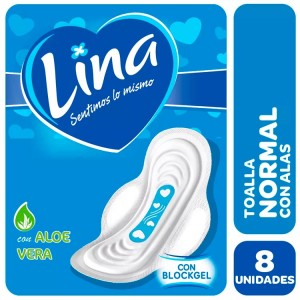 Lina
Sentimos lo mismo
con ALOE
VERA
CON
BLOCKGEL
TOALLA
NORMAL
CON ALAS
8
UNIDADES